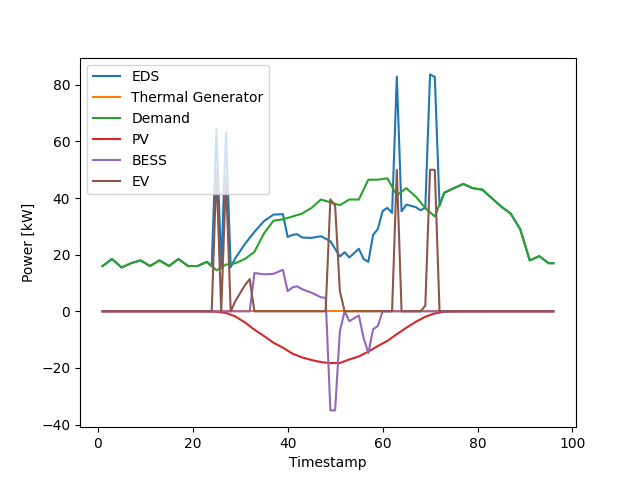 EDS
Thermal Generator
Demand
PV
BESS
EV
80
60
40
20
0
−20
−40
Power [kW]
0 20 40 60 80 100
Timestamp